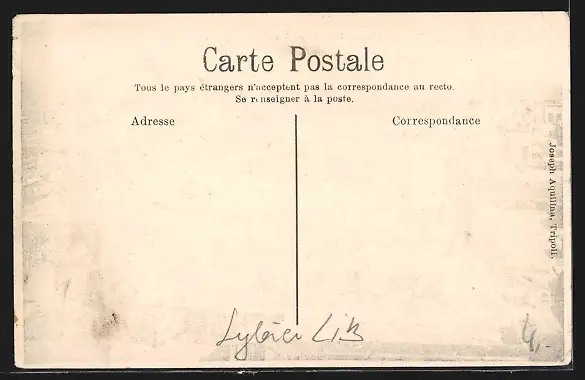 Carte Postale
Tous le pays étrangers n'acceptent pas la correspondance au recto.
Se renseigner à la poste.
Adresse
Correspondance
Joseph Aquilina, Tripoli.
4,-